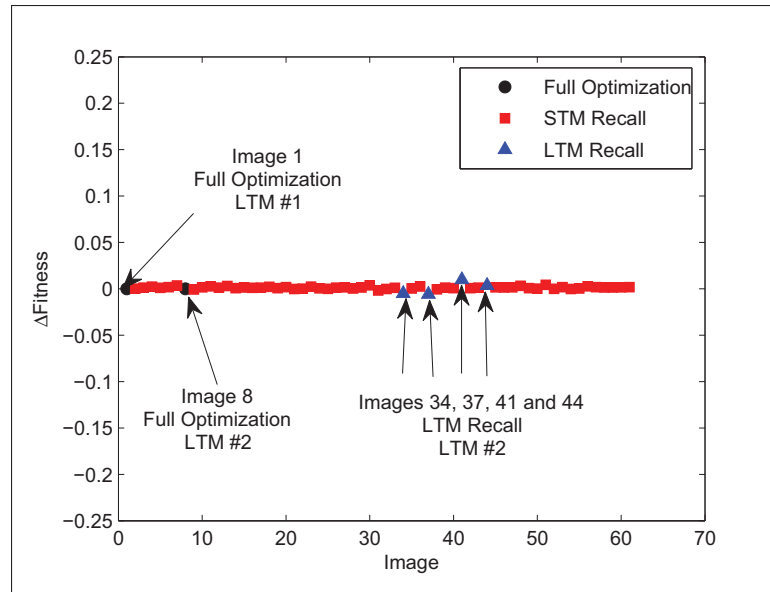 0.25
0.2
0.15
0.1
0.05
0
−0.05
−0.1
−0.15
−0.2
−0.25
ΔFitness
0 10 20 30 40 50 60 70
Image
Full Optimization
STM Recall
LTM Recall
Image 1
Full Optimization
LTM #1
Image 8
Full Optimization
LTM #2
Images 34, 37, 41 and 44
LTM Recall
LTM #2